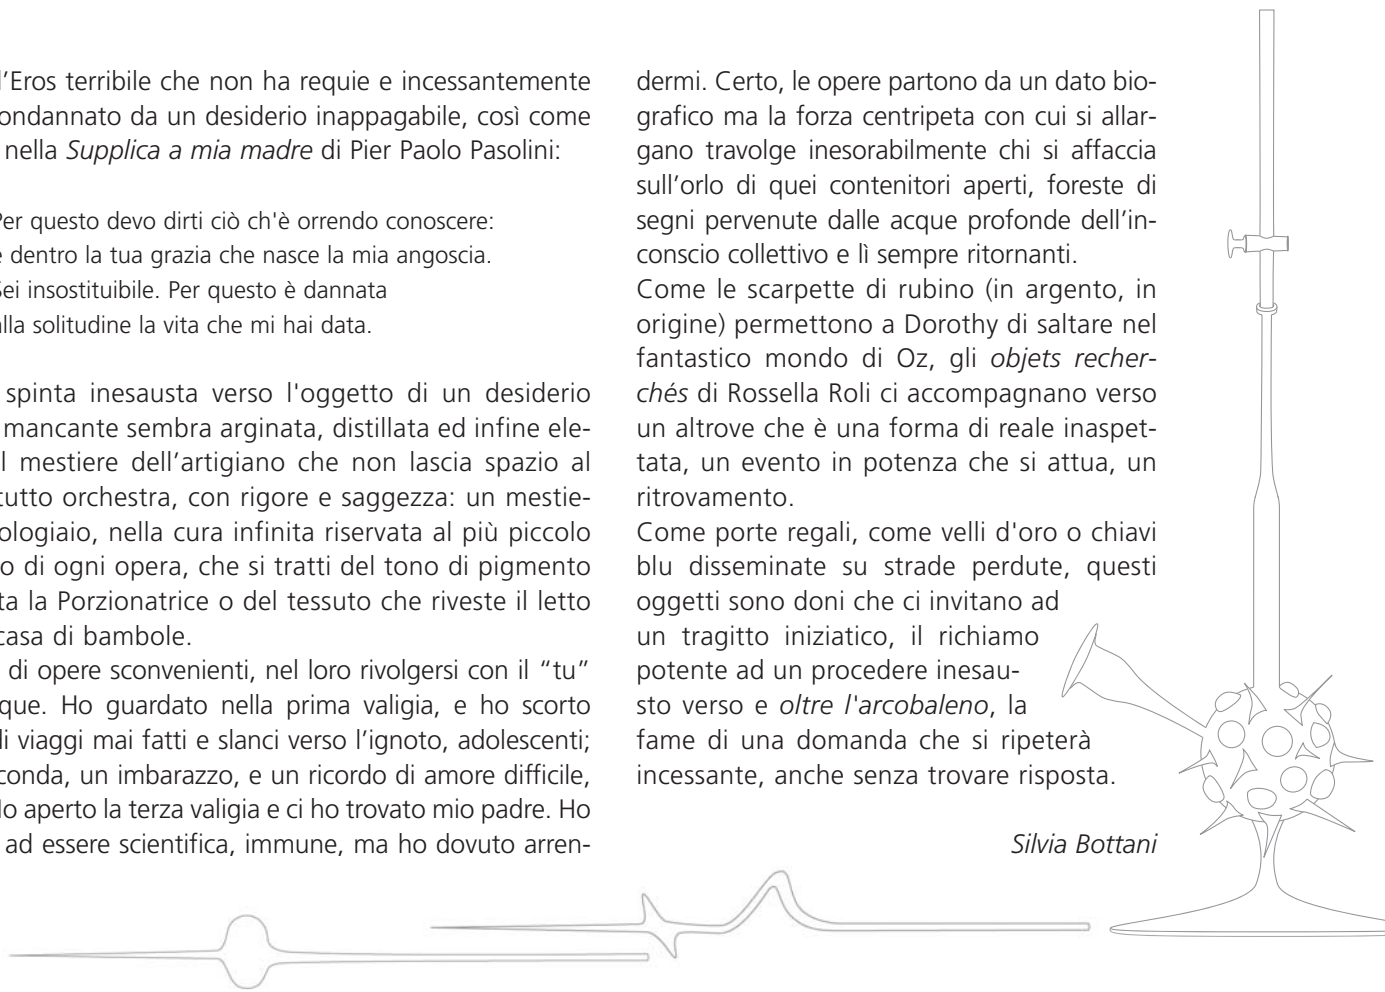 l’Eros terribile che non ha requie e incessantemente
ondannato da un desiderio inappagabile, così come
nella Supplica a mia madre di Pier Paolo Pasolini:
Per questo devo dirti ciò ch'è orrendo conoscere:
è dentro la tua grazia che nasce la mia angoscia.
Sei insostituibile. Per questo è dannata
alla solitudine la vita che mi hai data.
spinta inesausta verso l'oggetto di un desiderio
mancante sembra arginata, distillata ed infine ele-
l mestiere dell’artigiano che non lascia spazio al
tutto orchestra, con rigore e saggezza: un mestie-
ologiaio, nella cura infinita riservata al più piccolo
o di ogni opera, che si tratti del tono di pigmento
ta la Porzionatrice o del tessuto che riveste il letto
casa di bambole.
di opere sconvenienti, nel loro rivolgersi con il “tu”
que. Ho guardato nella prima valigia, e ho scorto
di viaggi mai fatti e slanci verso l’ignoto, adolescenti;
conda, un imbarazzo, e un ricordo di amore difficile,
Ho aperto la terza valigia e ci ho trovato mio padre. Ho
ad essere scientifica, immune, ma ho dovuto arren-
dermi. Certo, le opere partono da un dato bio-
grafico ma la forza centripeta con cui si allar-
gano travolge inesorabilmente chi si affaccia
sull’orlo di quei contenitori aperti, foreste di
segni pervenute dalle acque profonde dell’in-
conscio collettivo e lì sempre ritornanti.
Come le scarpette di rubino (in argento, in
origine) permettono a Dorothy di saltare nel
fantastico mondo di Oz, gli objets recher-
chés di Rossella Roli ci accompagnano verso
un altrove che è una forma di reale inaspet-
tata, un evento in potenza che si attua, un
ritrovamento.
Come porte regali, come velli d'oro o chiavi
blu disseminate su strade perdute, questi
oggetti sono doni che ci invitano ad
un tragitto iniziatico, il richiamo
potente ad un procedere inesau-
sto verso e oltre l'arcobaleno, la
fame di una domanda che si ripeterà
incessante, anche senza trovare risposta.
Silvia Bottani